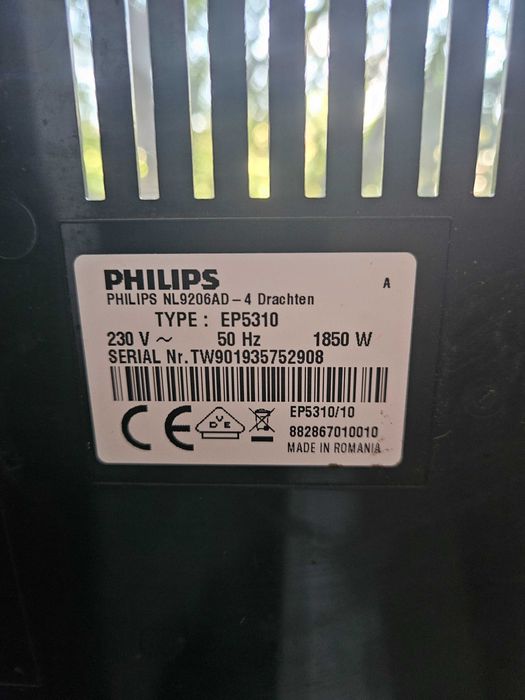 PHILIPS
A
PHILIPS NL9206AD – 4 Drachten
TYPE : EP5310
230 V ~ 50 Hz 1850 W
SERIAL Nr. TW901935752908
CE
D V E
EP5310/10
882867010010
MADE IN ROMANIA